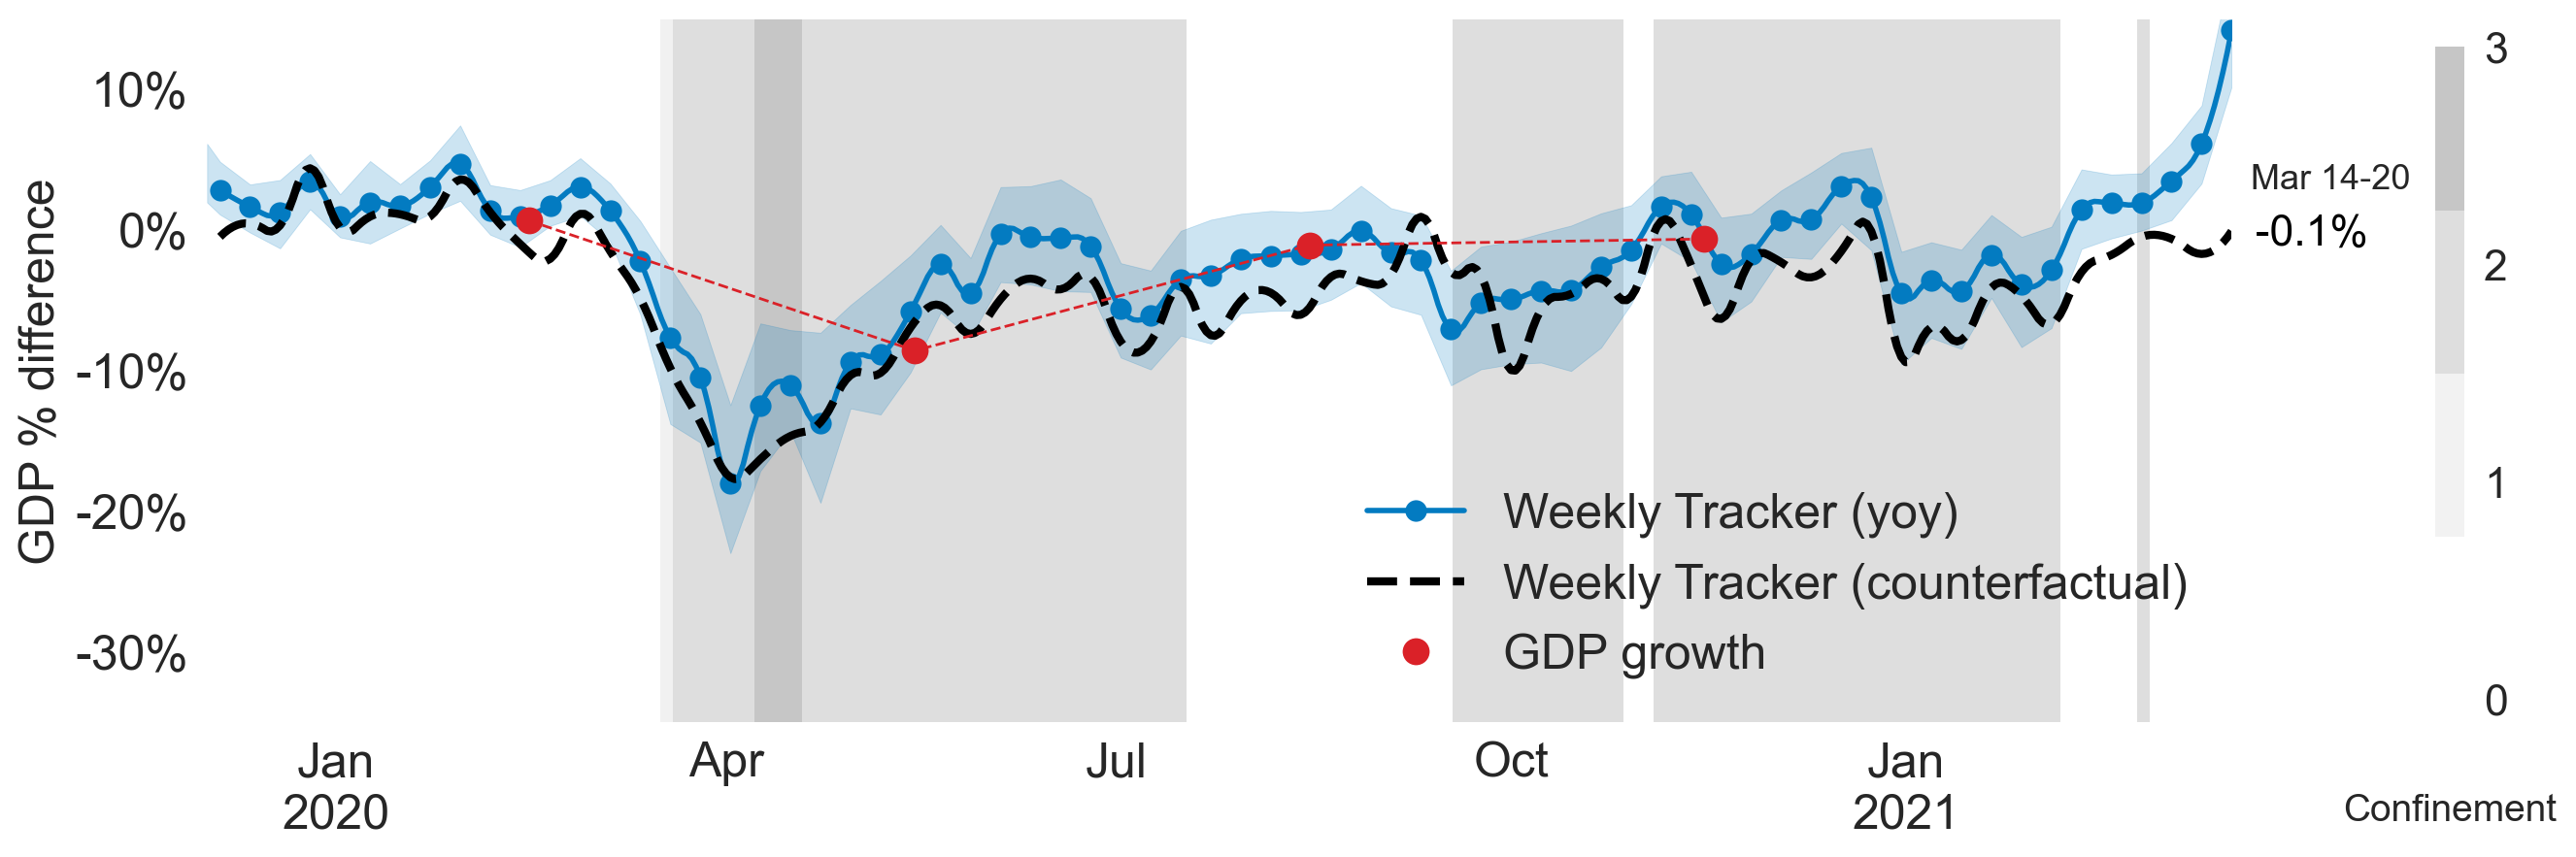 GDP % difference
10%
0%
-10%
-20%
-30%
Jan
2020
Apr
Jul
Oct
Jan
2021
Weekly Tracker (yoy)
Weekly Tracker (counterfactual)
GDP growth
Mar 14-20
-0.1%
3
2
1
0
Confinement